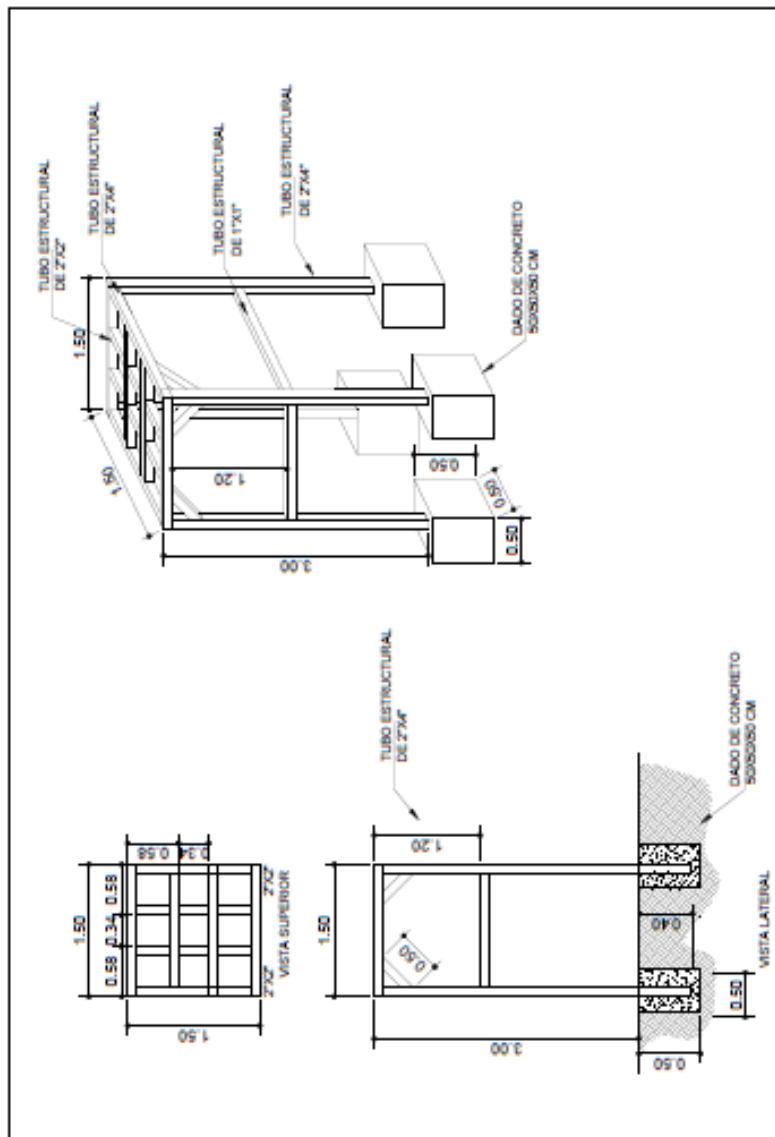 TUBO ESTRUCTURAL
DE 2"X2"
TUBO ESTRUCTURAL
DE 2"X4"
TUBO ESTRUCTURAL
DE 1"X1"
TUBO ESTRUCTURAL
DE 2"X4"
1.50
1.50
1.20
3.00
0.50
0.50
0.50
DADO DE CONCRETO
50X50X50 CM
1.50
0.58
0.34
0.58
0.58
0.34
1.50
2"X2"
2"X2"
VISTA SUPERIOR
TUBO ESTRUCTURAL
DE 2"X4"
1.50
1.20
0.50
3.00
0.40
0.50
0.50
DADO DE CONCRETO
50X50X50 CM
VISTA LATERAL